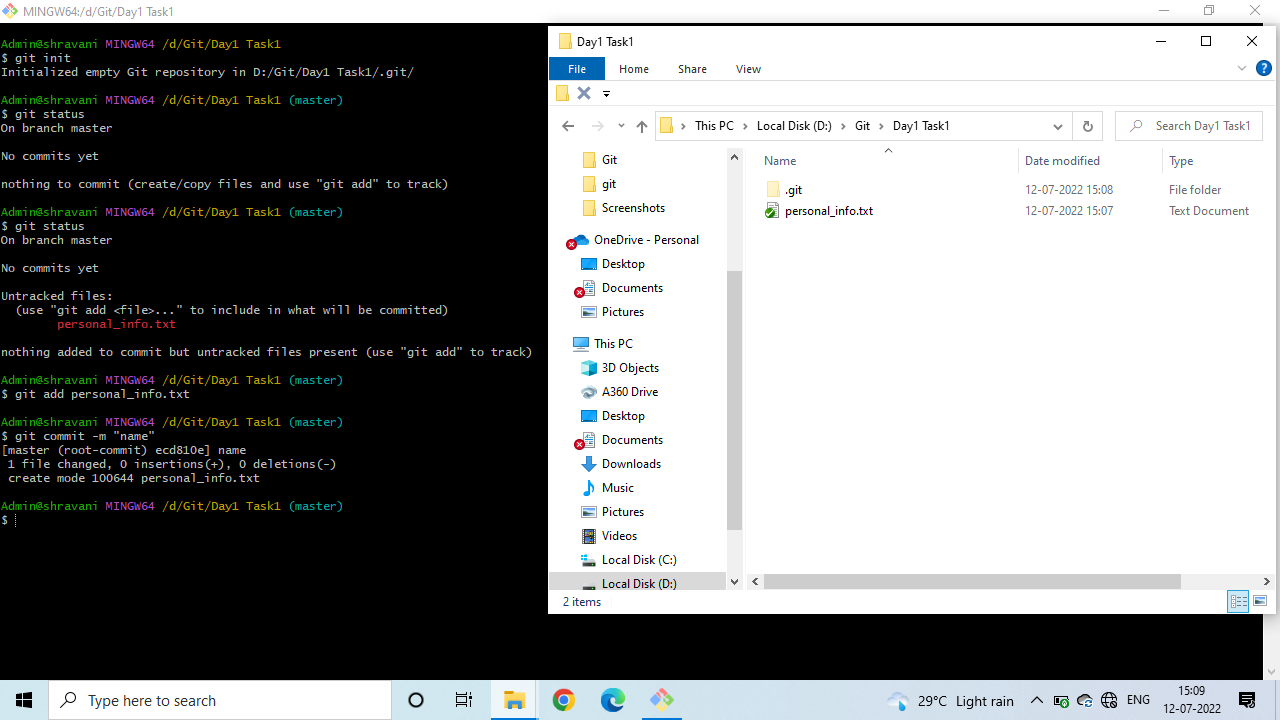 MINGW64:/d/Git/Day1 Task1
Admin@shravani MINGW64 /d/Git/Day1 Task1
$ git init
Initialized empty Git repository in D:/Git/Day1 Task1/.git/
Admin@shravani MINGW64 /d/Git/Day1 Task1 (master)
$ git status
On branch master
No commits yet
nothing to commit (create/copy files and use "git add" to track)
Admin@shravani MINGW64 /d/Git/Day1 Task1 (master)
$ git status
On branch master
No commits yet
Untracked files:
(use "git add <file>..." to include in what will be committed)
personal_info.txt
nothing added to commit but untracked files present (use "git add" to track)
Admin@shravani MINGW64 /d/Git/Day1 Task1 (master)
$ git add personal_info.txt
Admin@shravani MINGW64 /d/Git/Day1 Task1 (master)
$ git commit -m "name"
[master (root-commit) ecd810e] name
1 file changed, 0 insertions(+), 0 deletions(-)
create mode 100644 personal_info.txt
Admin@shravani MINGW64 /d/Git/Day1 Task1 (master)
$
Day1 Task1
File Home Share View
This PC > Local Disk (D:) > Git > Day1 Task1
Search Day1 Task1
Git
git
Screenshots
OneDrive - Personal
Desktop
Documents
Pictures
This PC
3D Objects
A360 Drive
Desktop
Documents
Downloads
Music
Pictures
Videos
Local Disk (C:)
Local Disk (D:)
Name Date modified Type
.git 12-07-2022 15:08 File folder
personal_info.txt 12-07-2022 15:07 Text Document
2 items
Type here to search
29°C Light rain
ENG
15:09
12-07-2022